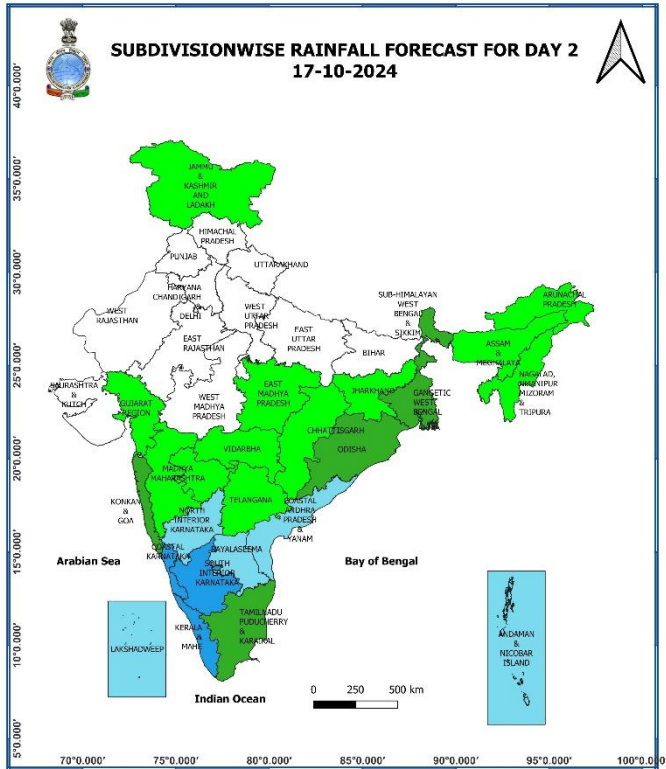 SUBDIVISIONWISE RAINFALL FORECAST FOR DAY 2
17-10-2024
40°0.000'
35°0.000'
30°0.000'
25°0.000'
20°0.000'
15°0.000'
10°0.000'
5°0.000'
JAMMU
&
KASHMIR
AND
LADAKH
HIMACHAL
PRADESH
PUNJAB
UTTARAKHAND
HARYANA
CHANDIGARH
&
DELHI
WEST
RAJASTHAN
WEST
UTTAR
PRADESH
EAST
RAJASTHAN
EAST
UTTAR
PRADESH
SUB-HIMALAYAN
WEST
BENGAL
&
SIKKIM
BIHAR
ARUNACHAL
PRADESH
ASSAM
&
MEGHALAYA
NAGALAND,
MANIPUR
MIZORAM
&
TRIPURA
SAURASHTRA
&
KUTCH
GUJARAT
REGION
WEST
MADHYA
PRADESH
EAST
MADHYA
PRADESH
JHARKHAND
GANGETIC
WEST
BENGAL
CHHATTISGARH
ODISHA
VIDARBHA
MADHYA
MAHARASHTRA
TELANGANA
KONKAN
&
GOA
NORTH
INTERIOR
KARNATAKA
COASTAL
ANDHRA
PRADESH
&
YANAM
COASTAL
KARNATAKA
RAYALASEEMA
SOUTH
INTERIOR
KARNATAKA
Arabian Sea
Bay of Bengal
KERALA
&
MAHE
TAMILNADU
PUDUCHERRY
&
KARAIKAL
LAKSHADWEEP
ANDAMAN
&
NICOBAR
ISLAND
Indian Ocean
0 250 500 km
70°0.000' 75°0.000' 80°0.000' 85°0.000' 90°0.000' 95°0.000' 100°0.000'